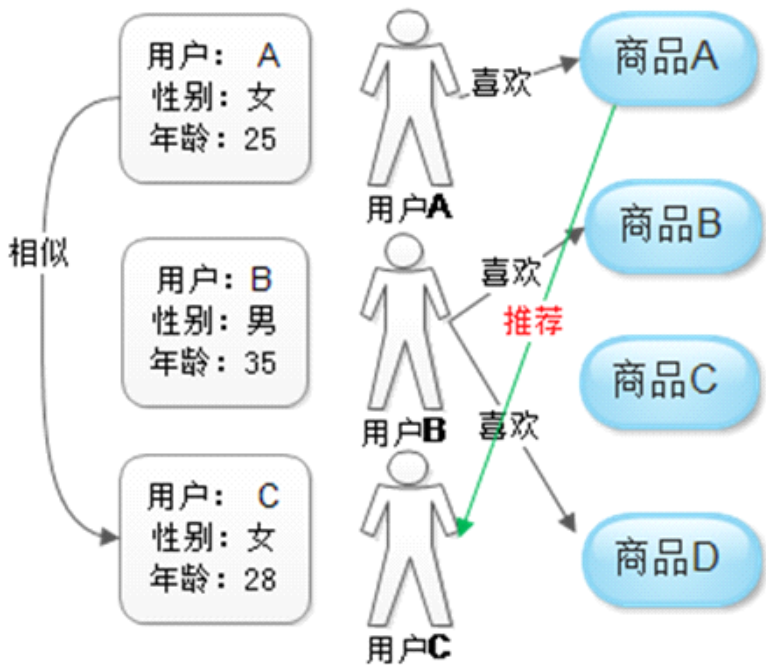 用户： A
性别：女
年龄：25
喜欢
商品A
用户A
相似
用户：B
性别：男
年龄：35
喜欢
商品B
推荐
商品C
用户B
喜欢
用户： C
性别：女
年龄：28
商品D
用户C